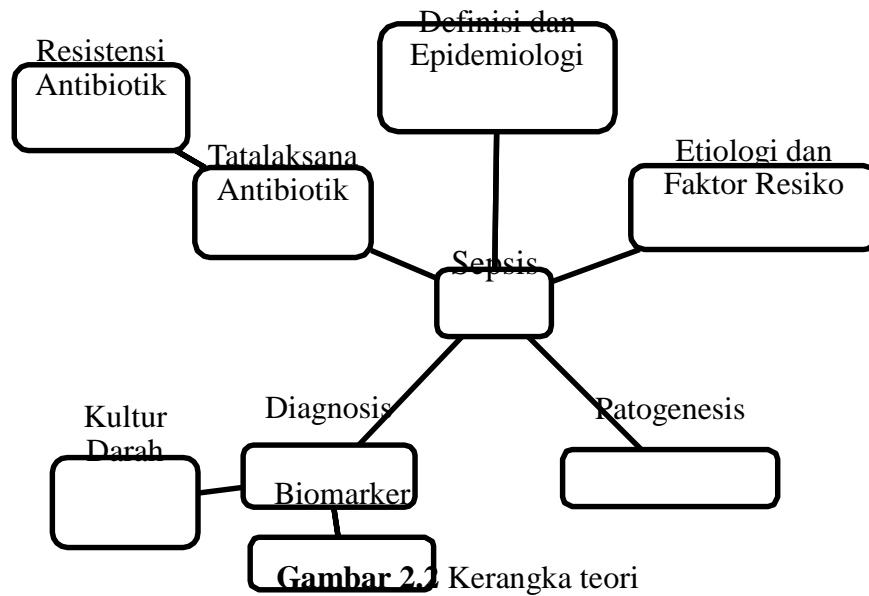 Definisi dan
Epidemiologi
Resistensi
Antibiotik
Tatalaksana
Antibiotik
Etiologi dan
Faktor Resiko
Sepsis
Diagnosis
Patogenesis
Kultur
Darah
Biomarker
Gambar 2.2 Kerangka teori